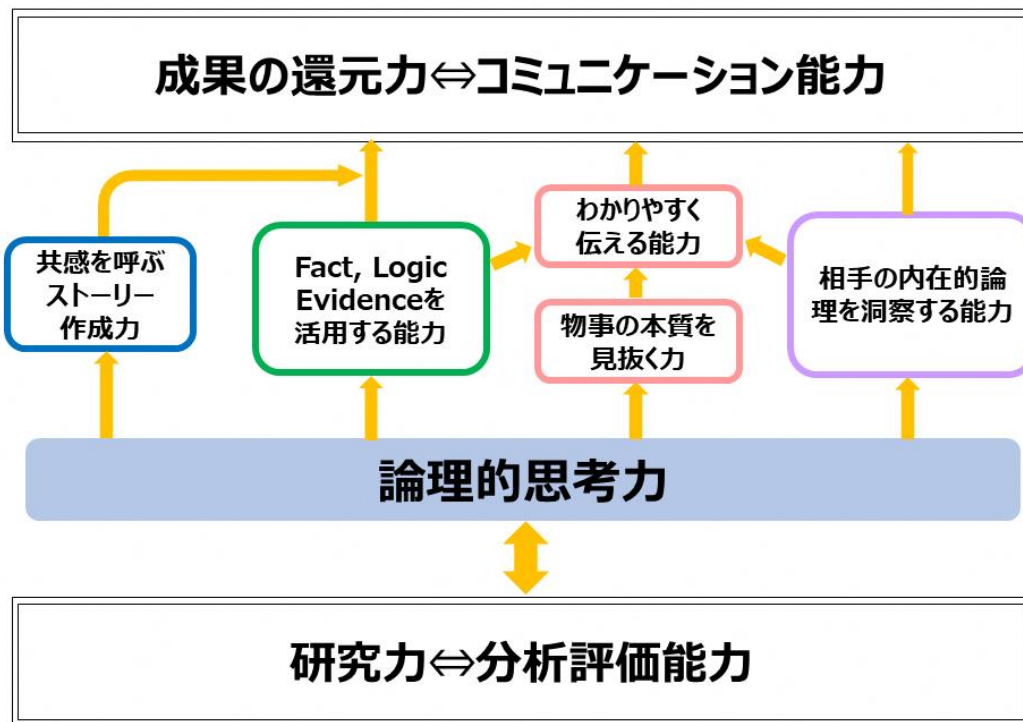 成果の還元力⇔コミュニケーション能力
共感を呼ぶ
ストーリー
作成力
Fact, Logic
Evidenceを
活用する能力
わかりやすく
伝える能力
物事の本質を
見抜く力
相手の内在的論
理を洞察する能力
論理的思考力
研究力⇔分析評価能力